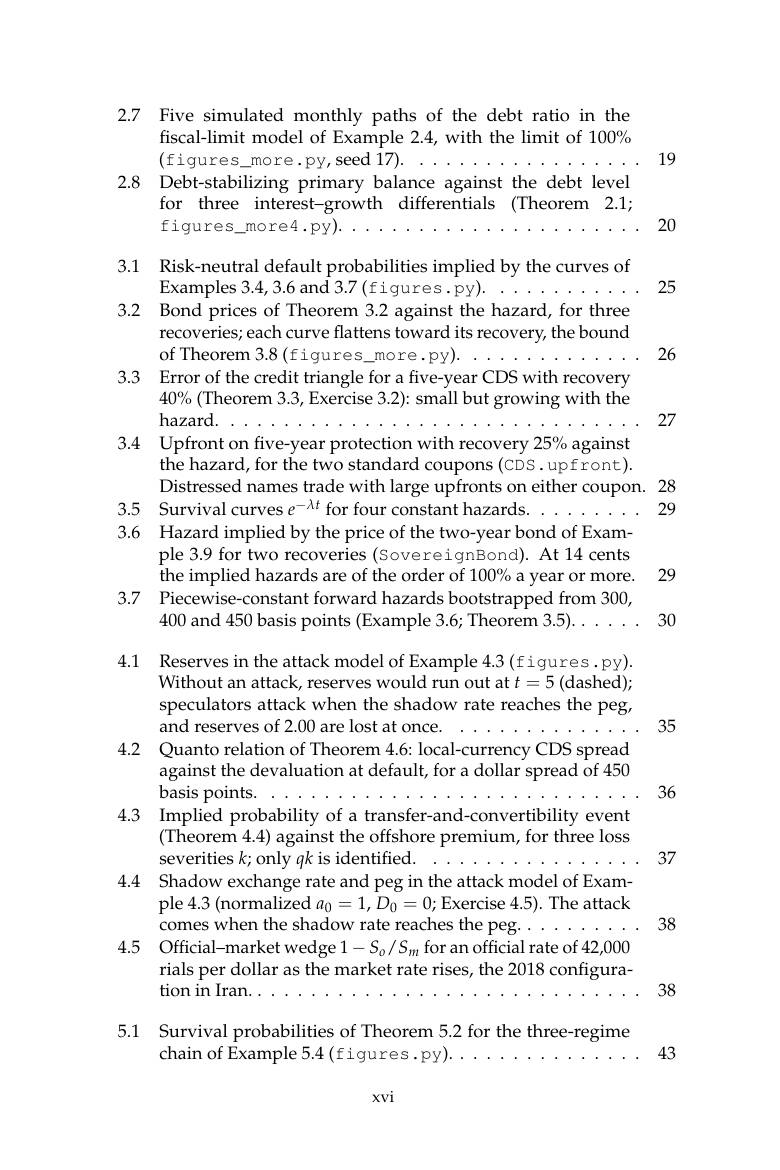 2.7 Five simulated monthly paths of the debt ratio in the
fiscal-limit model of Example 2.4, with the limit of 100%
(figures_more.py, seed 17). . . . . . . . . . . . . . . . . . 19
2.8 Debt-stabilizing primary balance against the debt level
for three interest–growth differentials (Theorem 2.1;
figures_more4.py). . . . . . . . . . . . . . . . . . . . . . . 20
3.1 Risk-neutral default probabilities implied by the curves of
Examples 3.4, 3.6 and 3.7 (figures.py). . . . . . . . . . . . 25
3.2 Bond prices of Theorem 3.2 against the hazard, for three
recoveries; each curve flattens toward its recovery, the bound
of Theorem 3.8 (figures_more.py). . . . . . . . . . . . . . 26
3.3 Error of the credit triangle for a five-year CDS with recovery
40% (Theorem 3.3, Exercise 3.2): small but growing with the
hazard. . . . . . . . . . . . . . . . . . . . . . . . . . . . . . . 27
3.4 Upfront on five-year protection with recovery 25% against
the hazard, for the two standard coupons (CDS.upfront).
Distressed names trade with large upfronts on either coupon. 28
3.5 Survival curves e^{−λt} for four constant hazards. . . . . . . . . 29
3.6 Hazard implied by the price of the two-year bond of Exam-
ple 3.9 for two recoveries (SovereignBond). At 14 cents
the implied hazards are of the order of 100% a year or more. 29
3.7 Piecewise-constant forward hazards bootstrapped from 300,
400 and 450 basis points (Example 3.6; Theorem 3.5). . . . . . 30
4.1 Reserves in the attack model of Example 4.3 (figures.py).
Without an attack, reserves would run out at t = 5 (dashed);
speculators attack when the shadow rate reaches the peg,
and reserves of 2.00 are lost at once. . . . . . . . . . . . . . . 35
4.2 Quanto relation of Theorem 4.6: local-currency CDS spread
against the devaluation at default, for a dollar spread of 450
basis points. . . . . . . . . . . . . . . . . . . . . . . . . . . . . 36
4.3 Implied probability of a transfer-and-convertibility event
(Theorem 4.4) against the offshore premium, for three loss
severities k; only qk is identified. . . . . . . . . . . . . . . . . 37
4.4 Shadow exchange rate and peg in the attack model of Exam-
ple 4.3 (normalized a₀ = 1, D₀ = 0; Exercise 4.5). The attack
comes when the shadow rate reaches the peg. . . . . . . . . . 38
4.5 Official–market wedge 1 − Sₒ/Sₘ for an official rate of 42,000
rials per dollar as the market rate rises, the 2018 configura-
tion in Iran. . . . . . . . . . . . . . . . . . . . . . . . . . . . . . 38
5.1 Survival probabilities of Theorem 5.2 for the three-regime
chain of Example 5.4 (figures.py). . . . . . . . . . . . . . . 43
xvi